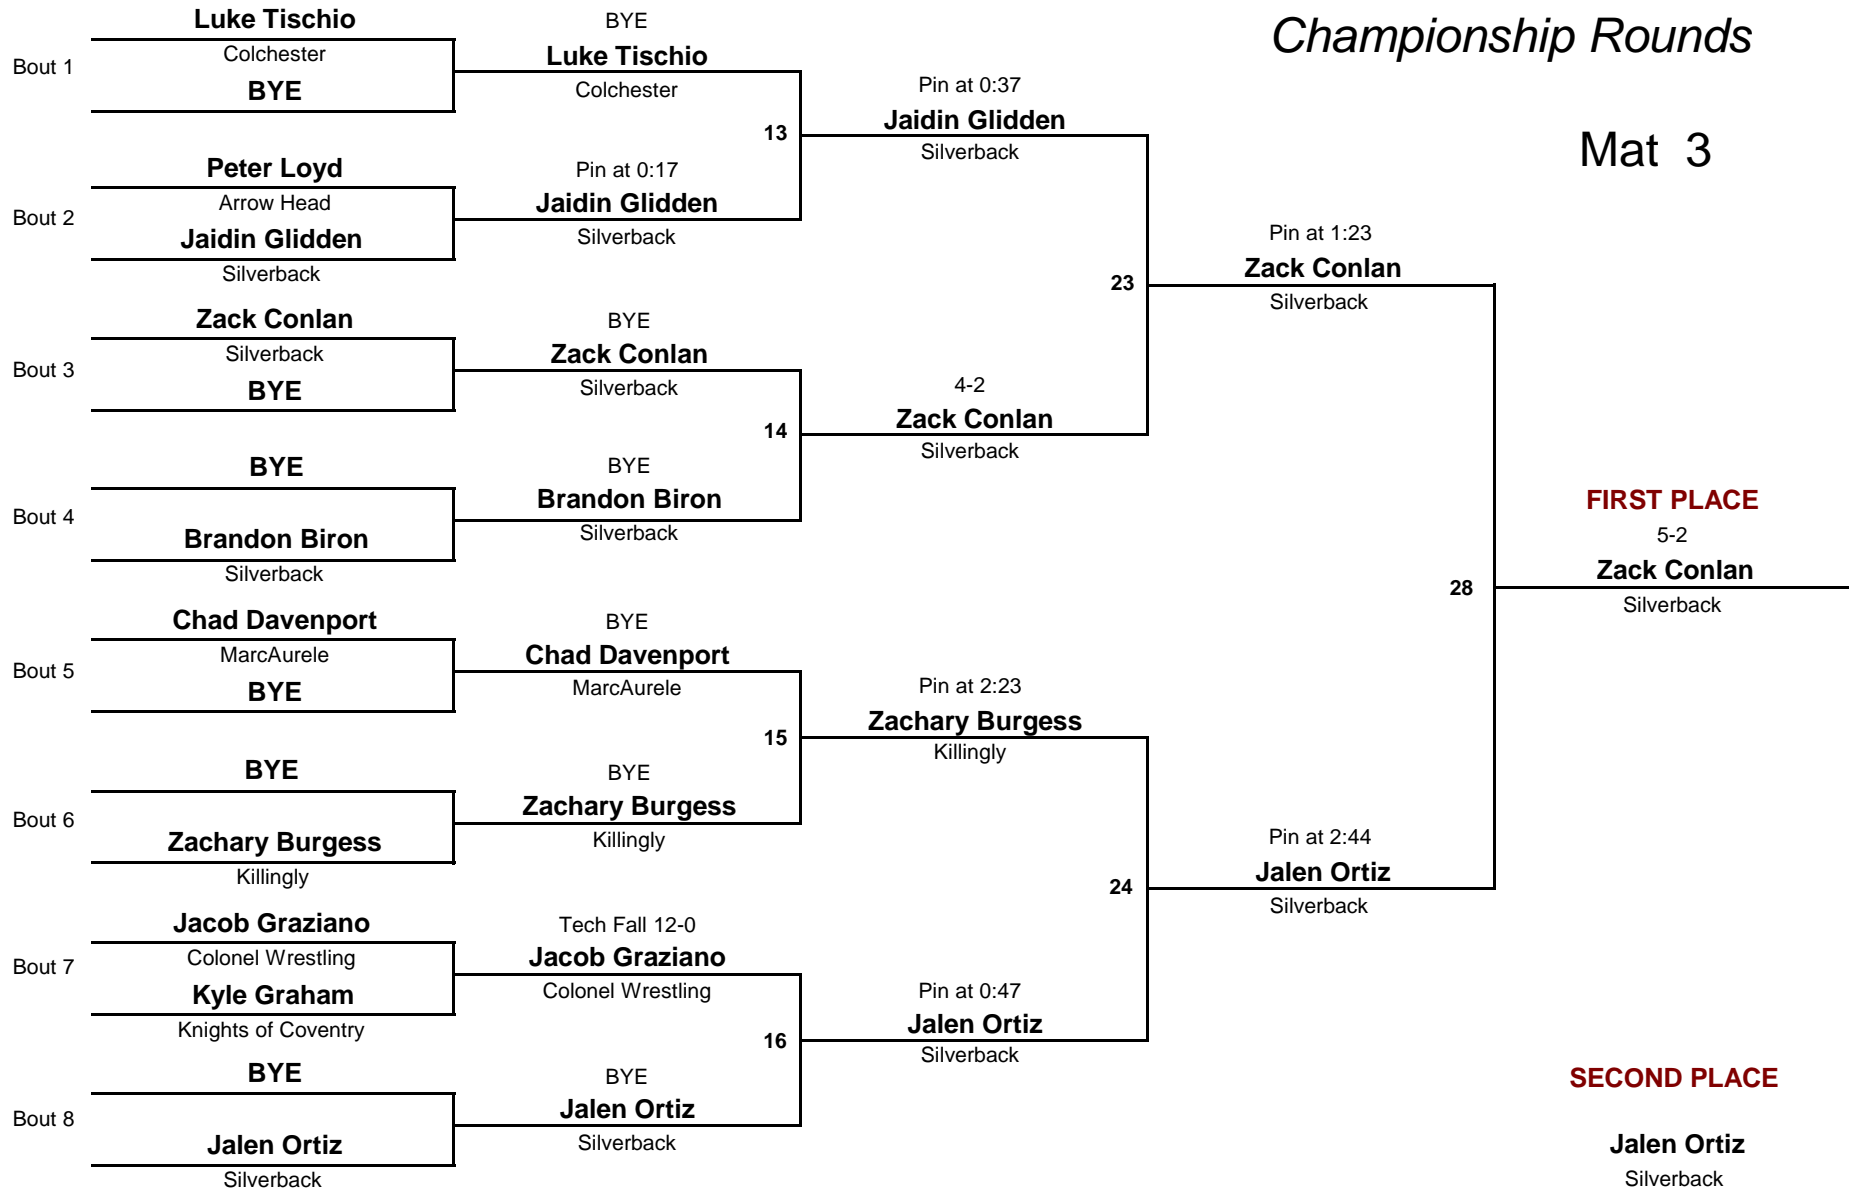 Championship Rounds
Mat 3
Bout 1
Luke Tischio
Colchester
BYE
Bout 2
Peter Loyd
Arrow Head
Jaidin Glidden
Silverback
Bout 3
Zack Conlan
Silverback
BYE
Bout 4
BYE
Brandon Biron
Silverback
Bout 5
Chad Davenport
MarcAurele
BYE
Bout 6
BYE
Zachary Burgess
Killingly
Bout 7
Jacob Graziano
Colonel Wrestling
Kyle Graham
Knights of Coventry
Bout 8
BYE
Jalen Ortiz
Silverback
BYE
Luke Tischio
Colchester
13
Pin at 0:17
Jaidin Glidden
Silverback
BYE
Zack Conlan
Silverback
14
BYE
Brandon Biron
Silverback
BYE
Chad Davenport
MarcAurele
15
BYE
Zachary Burgess
Killingly
Tech Fall 12-0
Jacob Graziano
Colonel Wrestling
16
BYE
Jalen Ortiz
Silverback
Pin at 0:37
Jaidin Glidden
Silverback
23
4-2
Zack Conlan
Silverback
Pin at 2:23
Zachary Burgess
Killingly
24
Pin at 0:47
Jalen Ortiz
Silverback
Pin at 1:23
Zack Conlan
Silverback
28
Pin at 2:44
Jalen Ortiz
Silverback
FIRST PLACE
5-2
Zack Conlan
Silverback
SECOND PLACE
Jalen Ortiz
Silverback